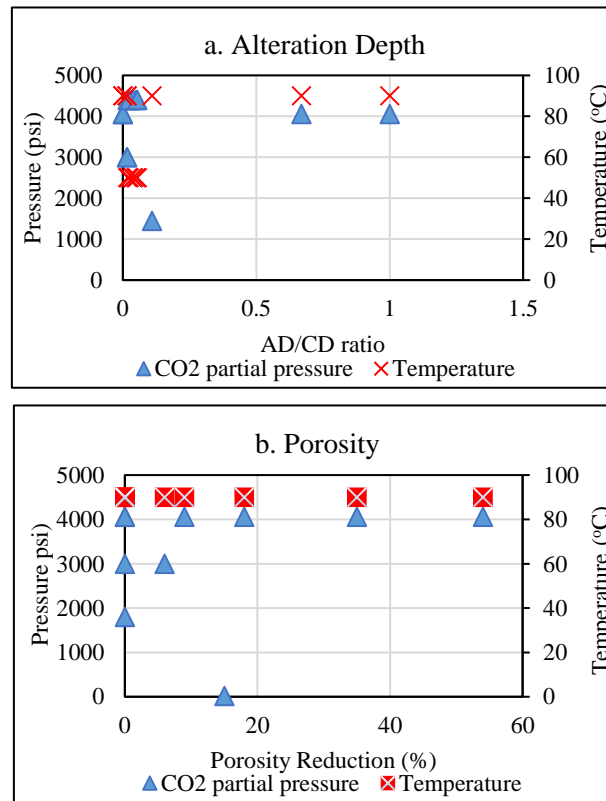 a. Alteration Depth
5000
4000
3000
2000
1000
0
Pressure (psi)
100
80
60
40
20
0
Temperature (°C)
0
0.5
1
1.5
AD/CD ratio
CO2 partial pressure
Temperature
b. Porosity
5000
4000
3000
2000
1000
0
Pressure psi)
100
80
60
40
20
0
Temperature (°C)
0
20
40
60
Porosity Reduction (%)
CO2 partial pressure
Temperature